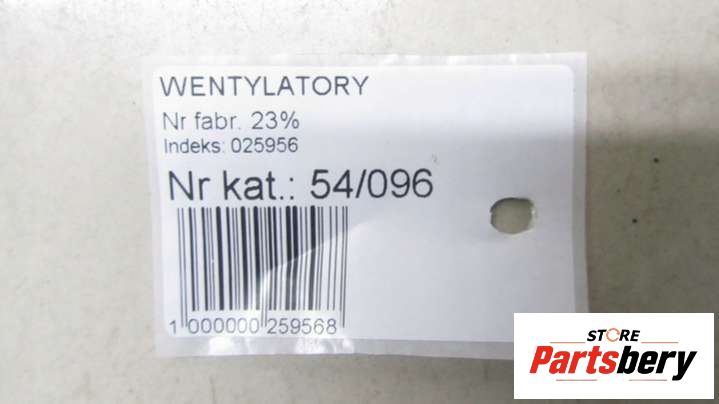 WENTYLATORY
Nr fabr. 23%
Indeks: 025956
Nr kat.: 54/096
1 000000 259568
STORE
Partsbery